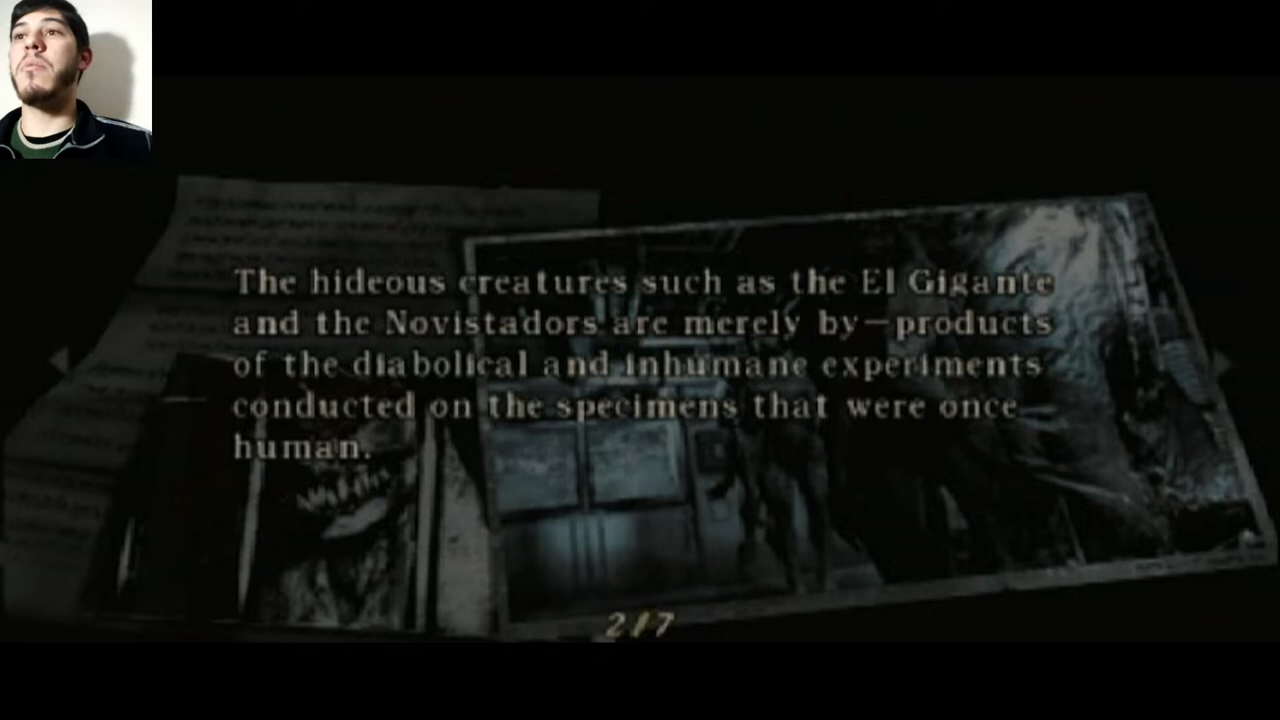 The hideous creatures such as the El Gigante
and the Novistadors are merely by-products
of the diabolical and inhumane experiments
conducted on the specimens that were once
human.
2/7